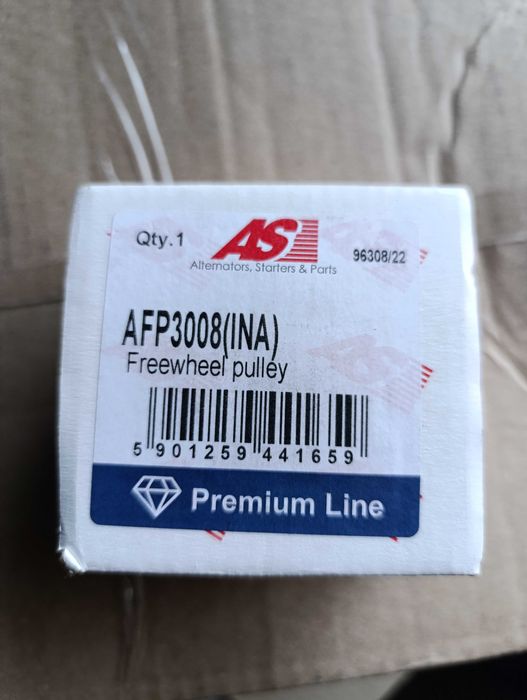 Qty.1
AS
96308/22
Alternators, Starters & Parts
AFP3008(INA)
Freewheel pulley
5 901259 441659
Premium Line